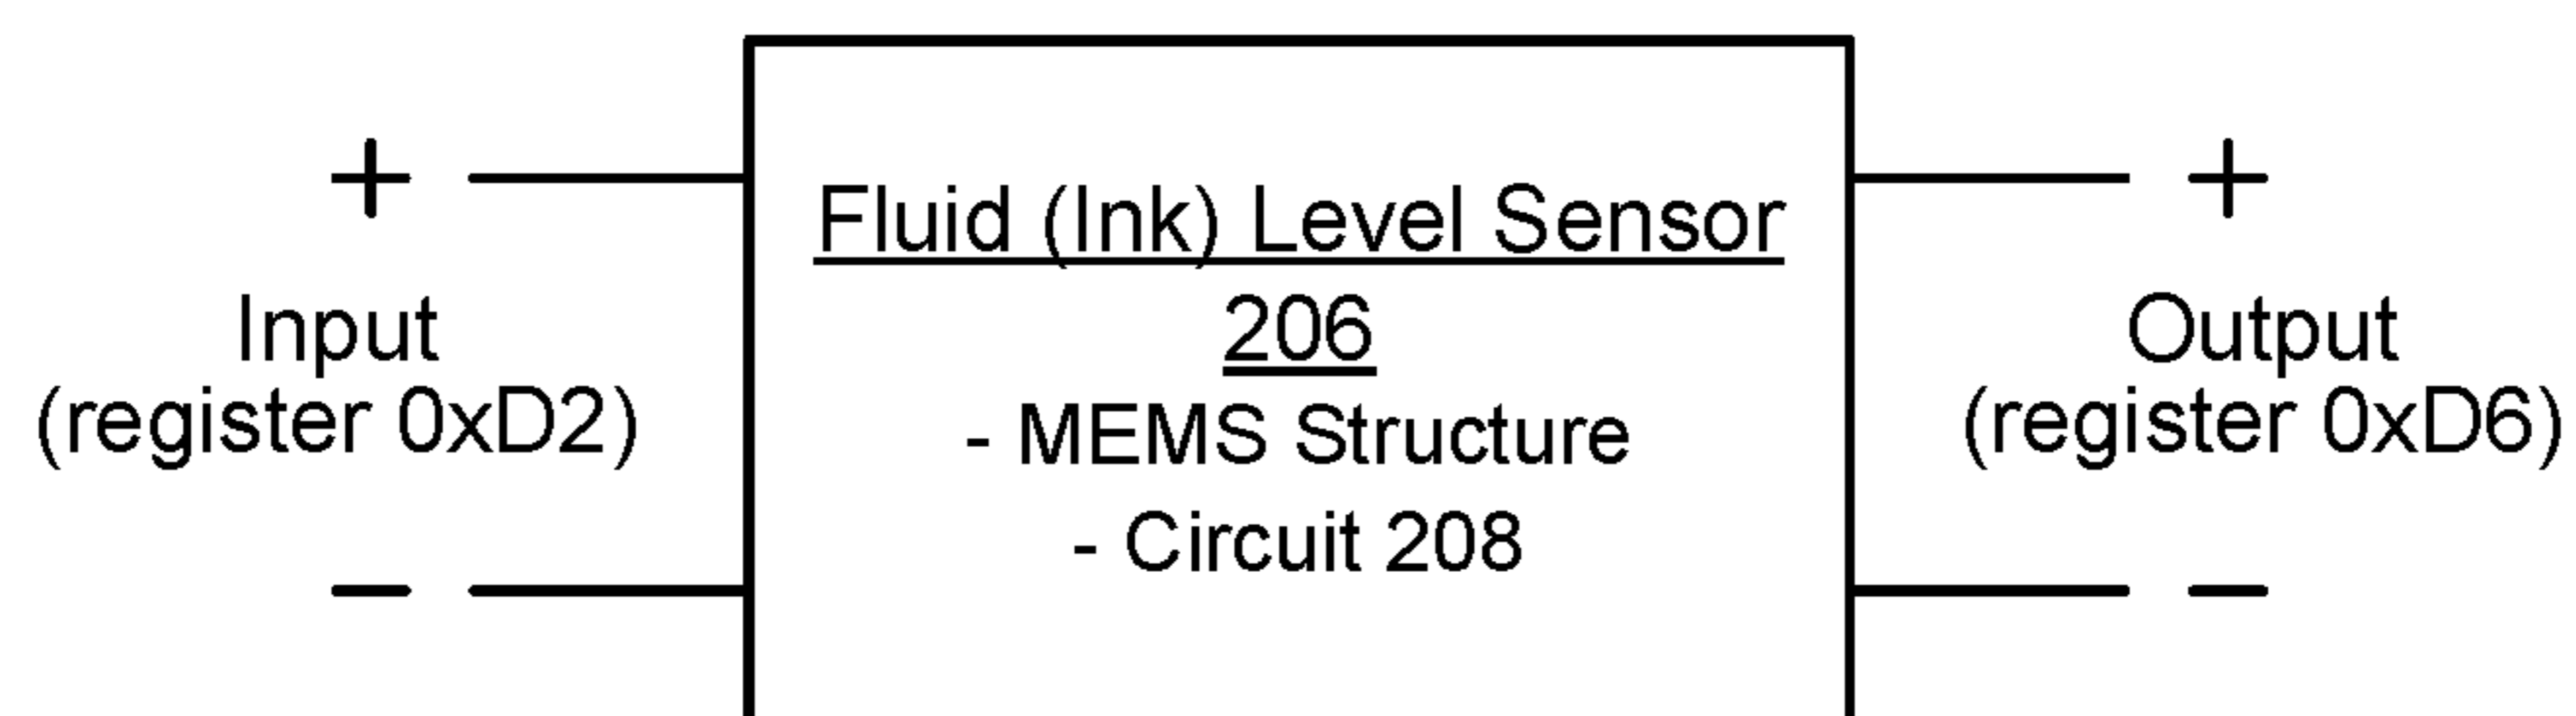 + +
Fluid (Ink) Level Sensor
206
Input
(register 0xD2)
- MEMS Structure
- Circuit 208
Output
(register 0xD6)
− −